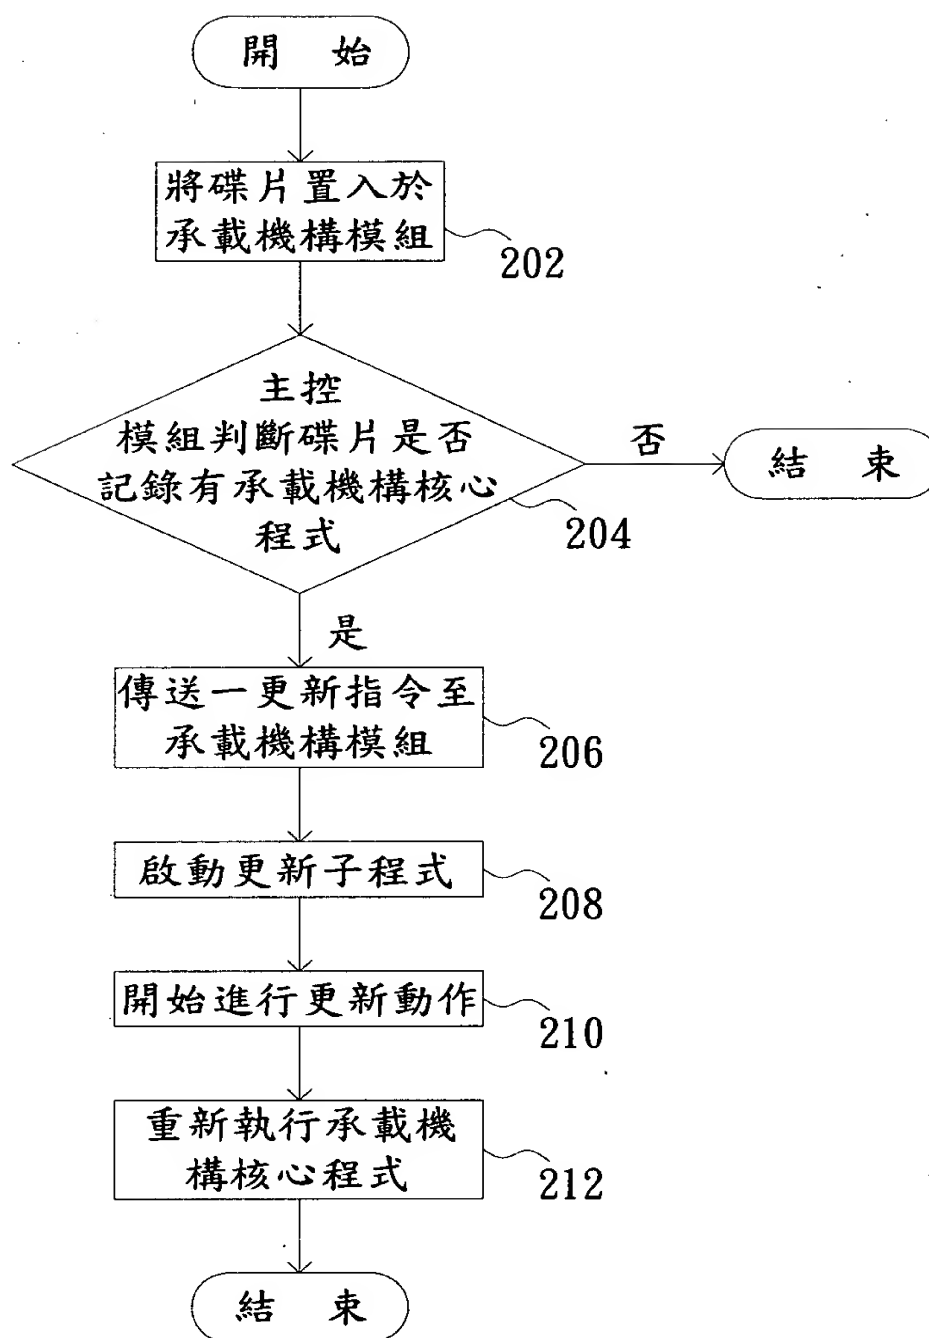 開 始
將碟片置入於
承載機構模組
202
主控
模組判斷碟片是否
記錄有承載機構核心
程式
204
否
結 束
是
傳送一更新指令至
承載機構模組
206
啟動更新子程式
208
開始進行更新動作
210
重新執行承載機
構核心程式
212
結 束